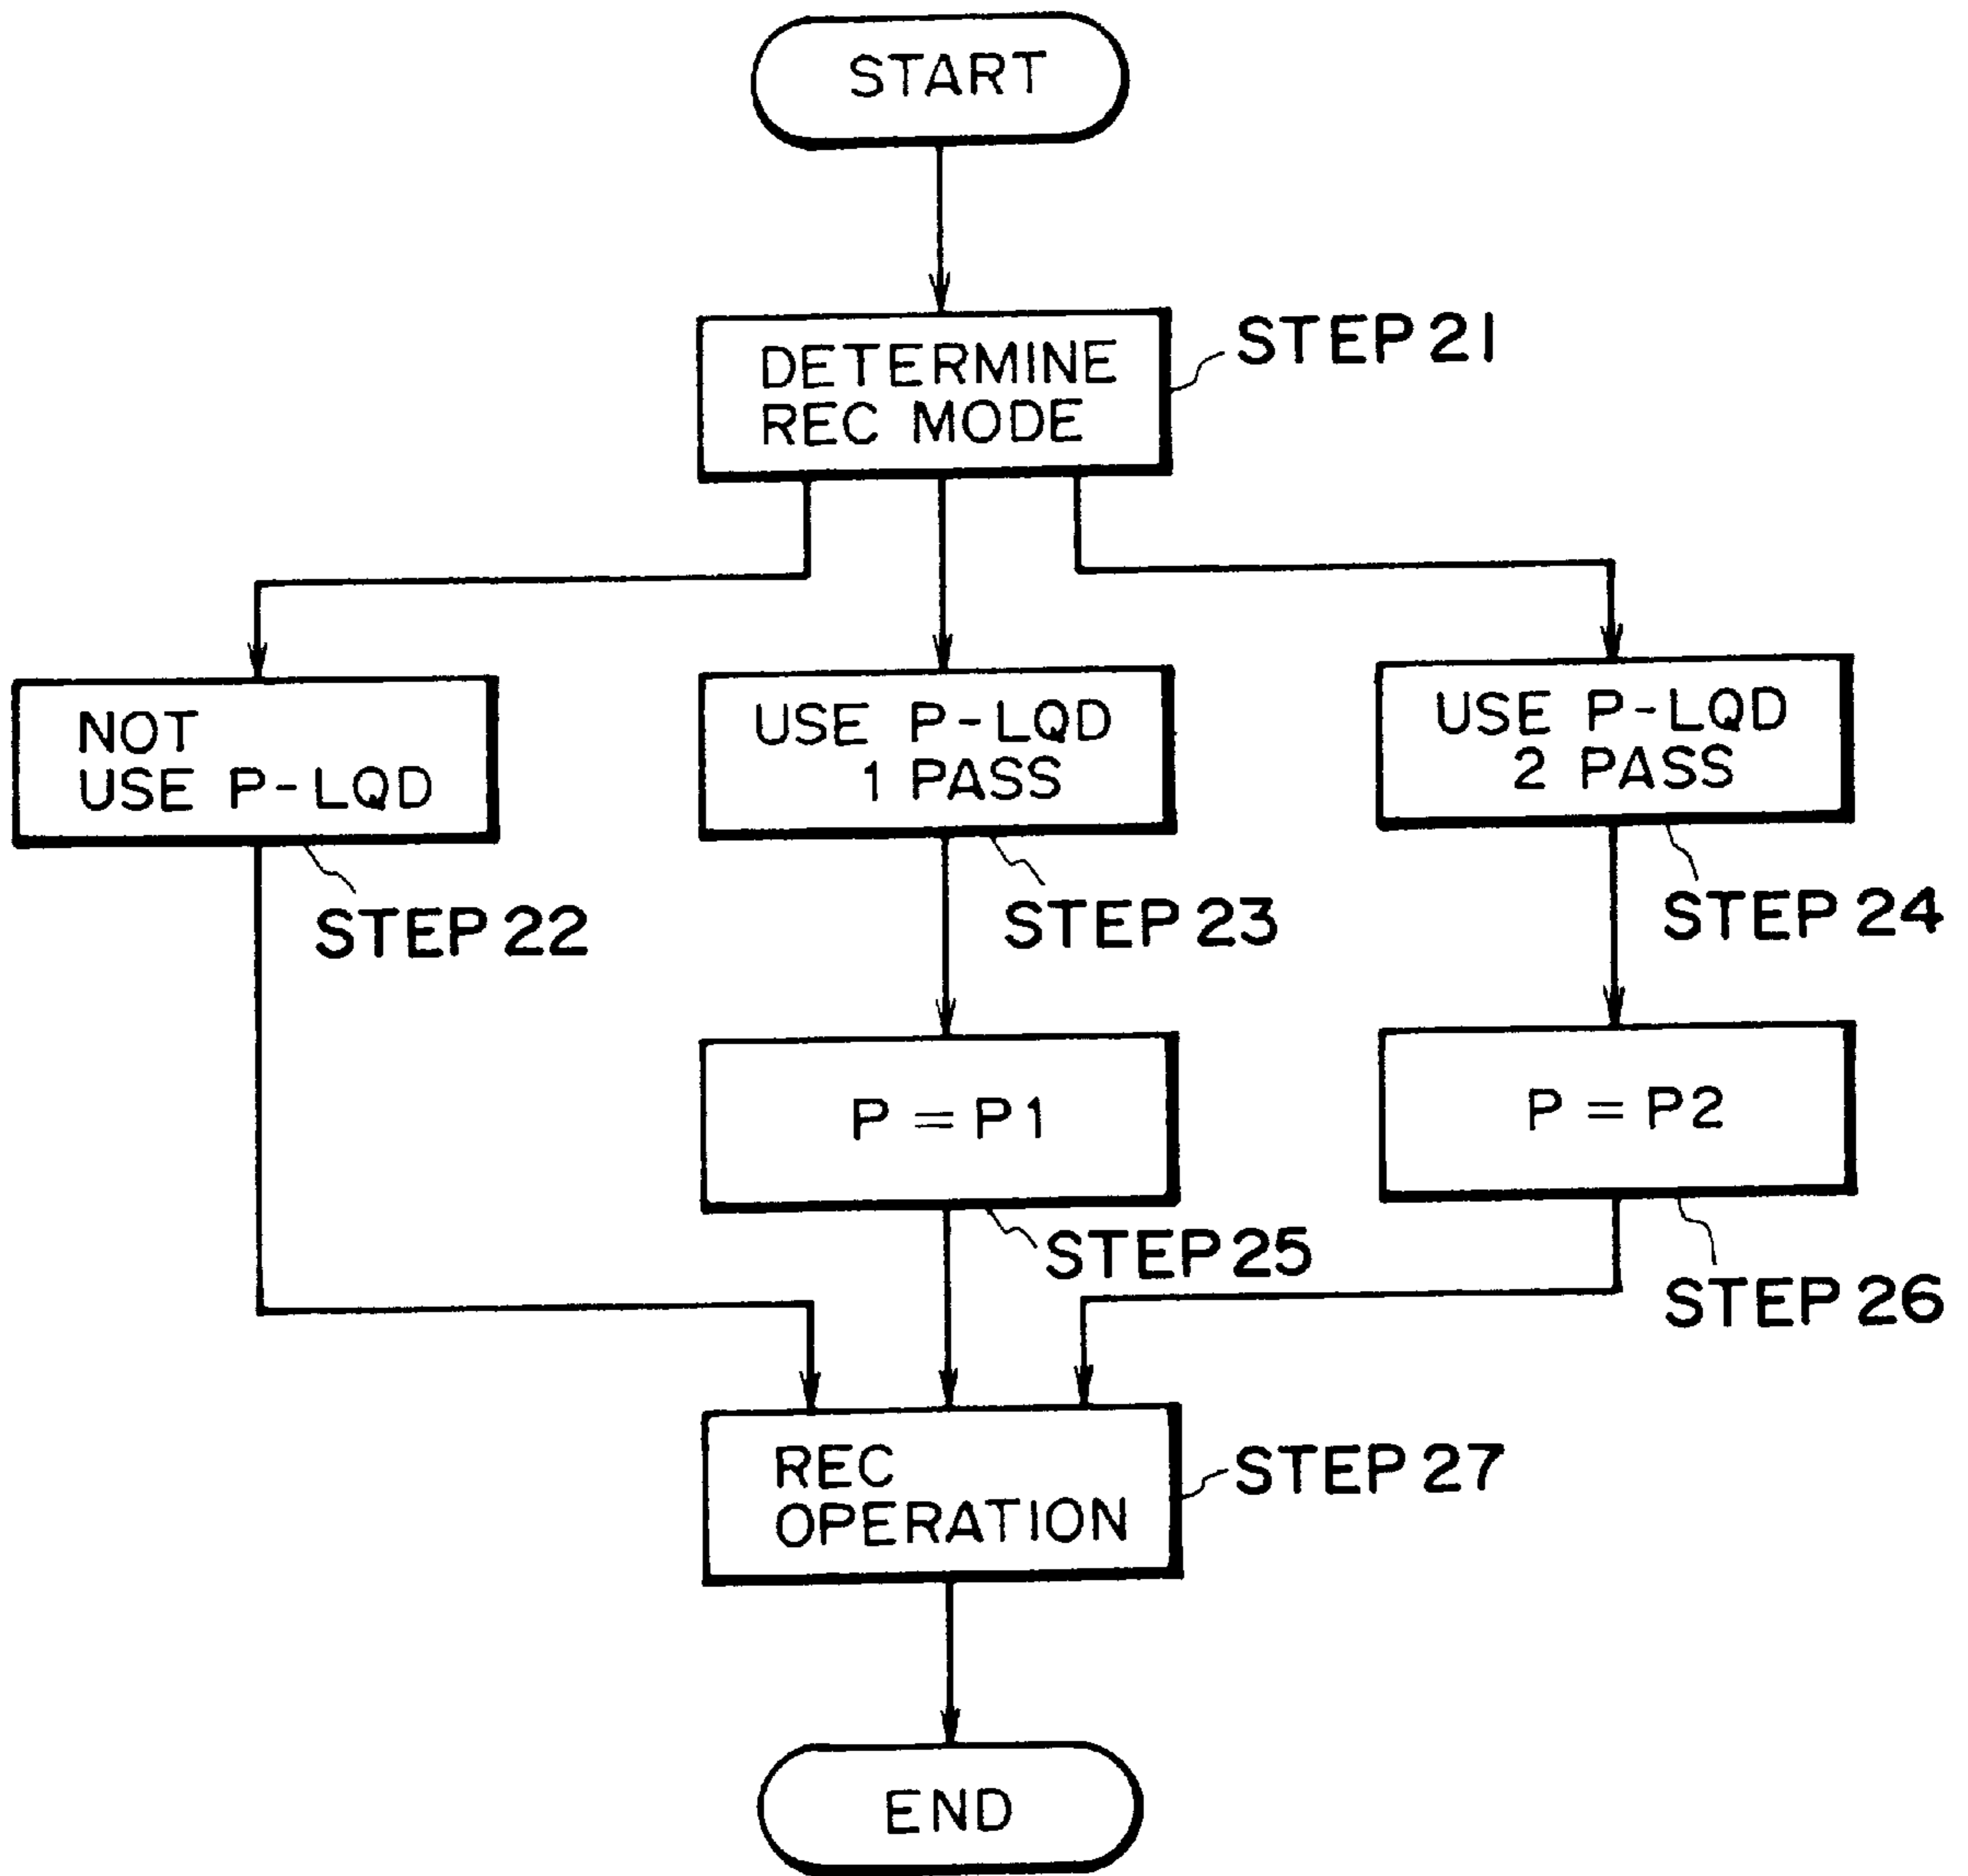 START
DETERMINE
REC MODE
STEP 21
NOT
USE P-LQD
STEP 22
USE P-LQD
1 PASS
STEP 23
USE P-LQD
2 PASS
STEP 24
P = P1
STEP 25
P = P2
STEP 26
REC
OPERATION
STEP 27
END